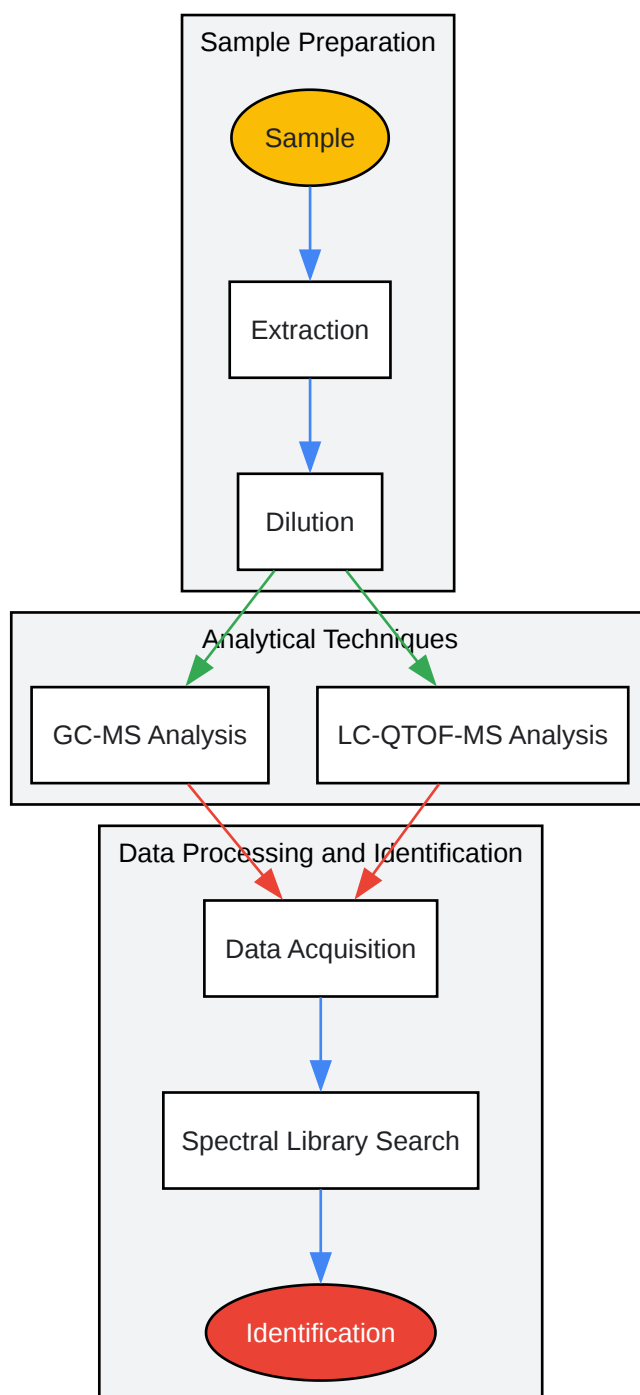 Sample Preparation
Sample
Extraction
Dilution
Analytical Techniques
GC-MS Analysis
LC-QTOF-MS Analysis
Data Processing and Identification
Data Acquisition
Spectral Library Search
Identification